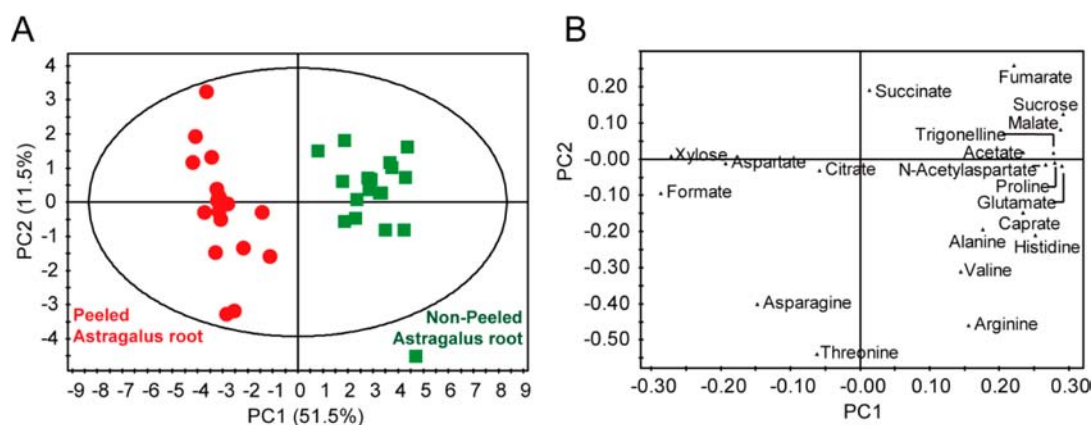 A
4
3
2
1
0
-1
-2
-3
-4
PC2 (11.5%)
Peeled
Astragalus root
Non-Peeled
Astragalus root
-9 -8 -7 -6 -5 -4 -3 -2 -1 0 1 2 3 4 5 6 7 8 9
PC1 (51.5%)
B
0.20
0.10
-0.00
-0.10
-0.20
-0.30
-0.40
-0.50
PC2
Fumarate
Succinate
Sucrose
Malate
Trigonelline
Acetate
Xylose
Aspartate
Citrate
N-Acetylaspartate
Formate
Proline
Glutamate
Caprate
Alanine
Histidine
Valine
Asparagine
Arginine
Threonine
-0.30 -0.20 -0.10 -0.00 0.10 0.20 0.30
PC1